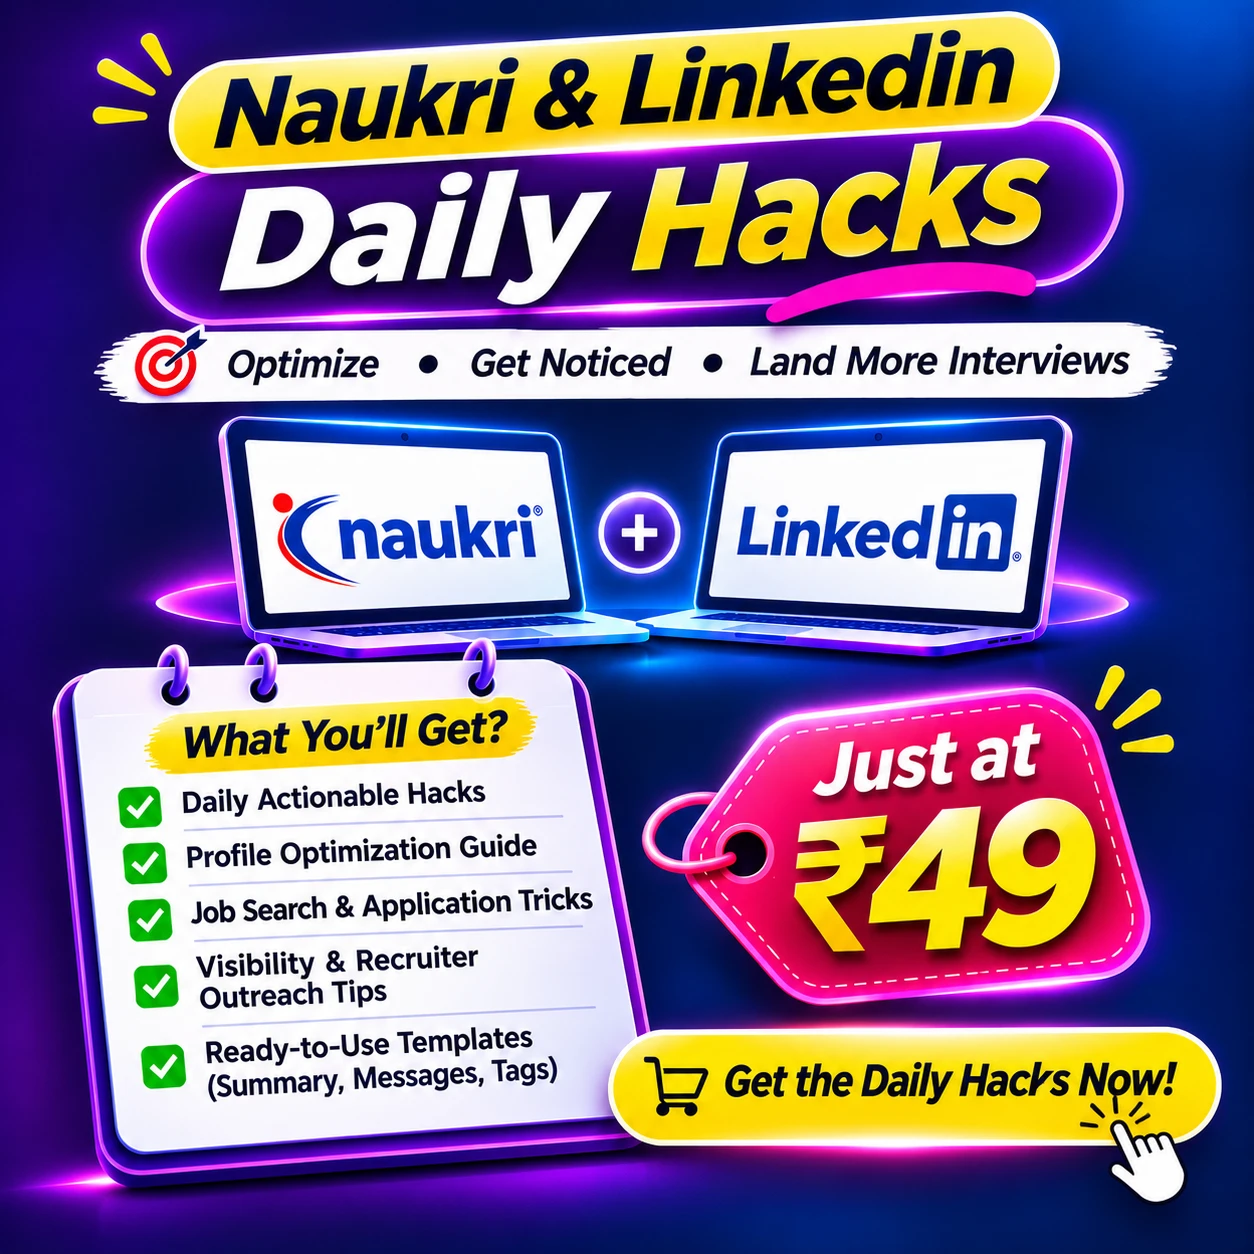 Naukri & Linkedin
Daily Hacks
Optimize • Get Noticed • Land More Interviews
naukri®
+
Linkedin®
What You'll Get?
Daily Actionable Hacks
Profile Optimization Guide
Job Search & Application Tricks
Visibility & Recruiter
Outreach Tips
Ready-to-Use Templates
(Summary, Messages, Tags)
Just at
₹49
Get the Daily Hacks Now!